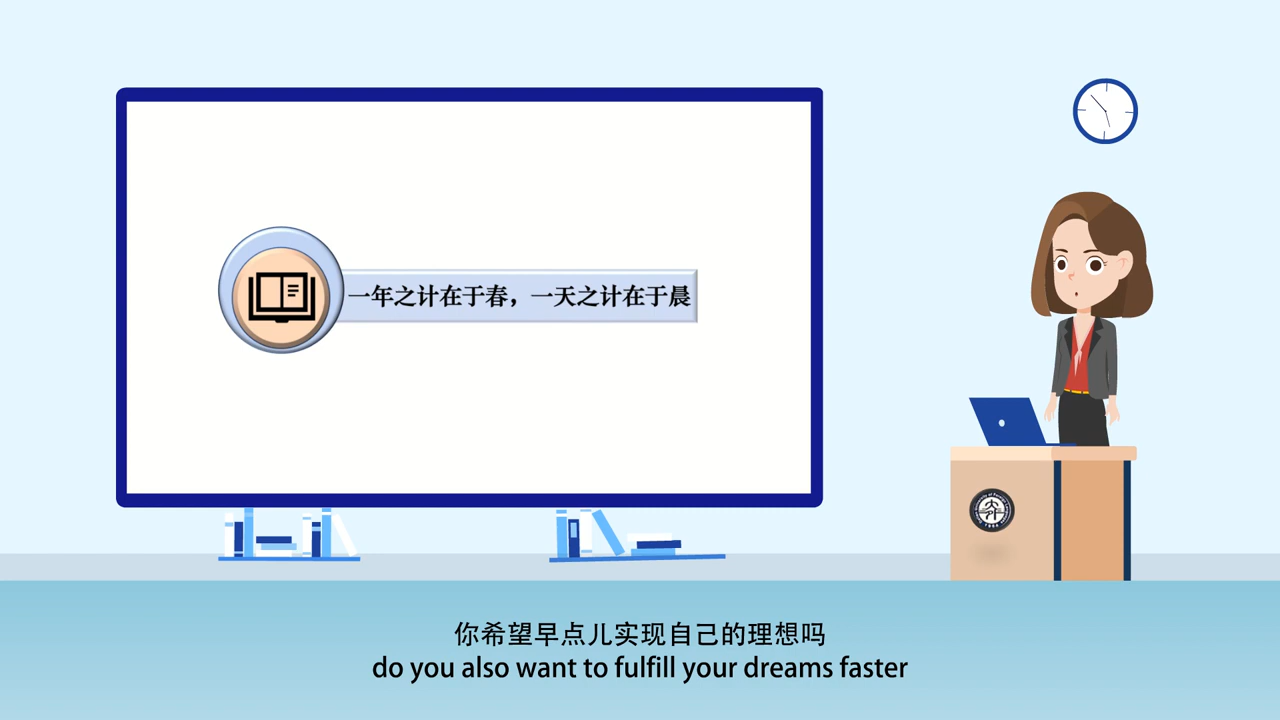 一年之计在于春，一天之计在于晨
你希望早点儿实现自己的理想吗
do you also want to fulfill your dreams faster